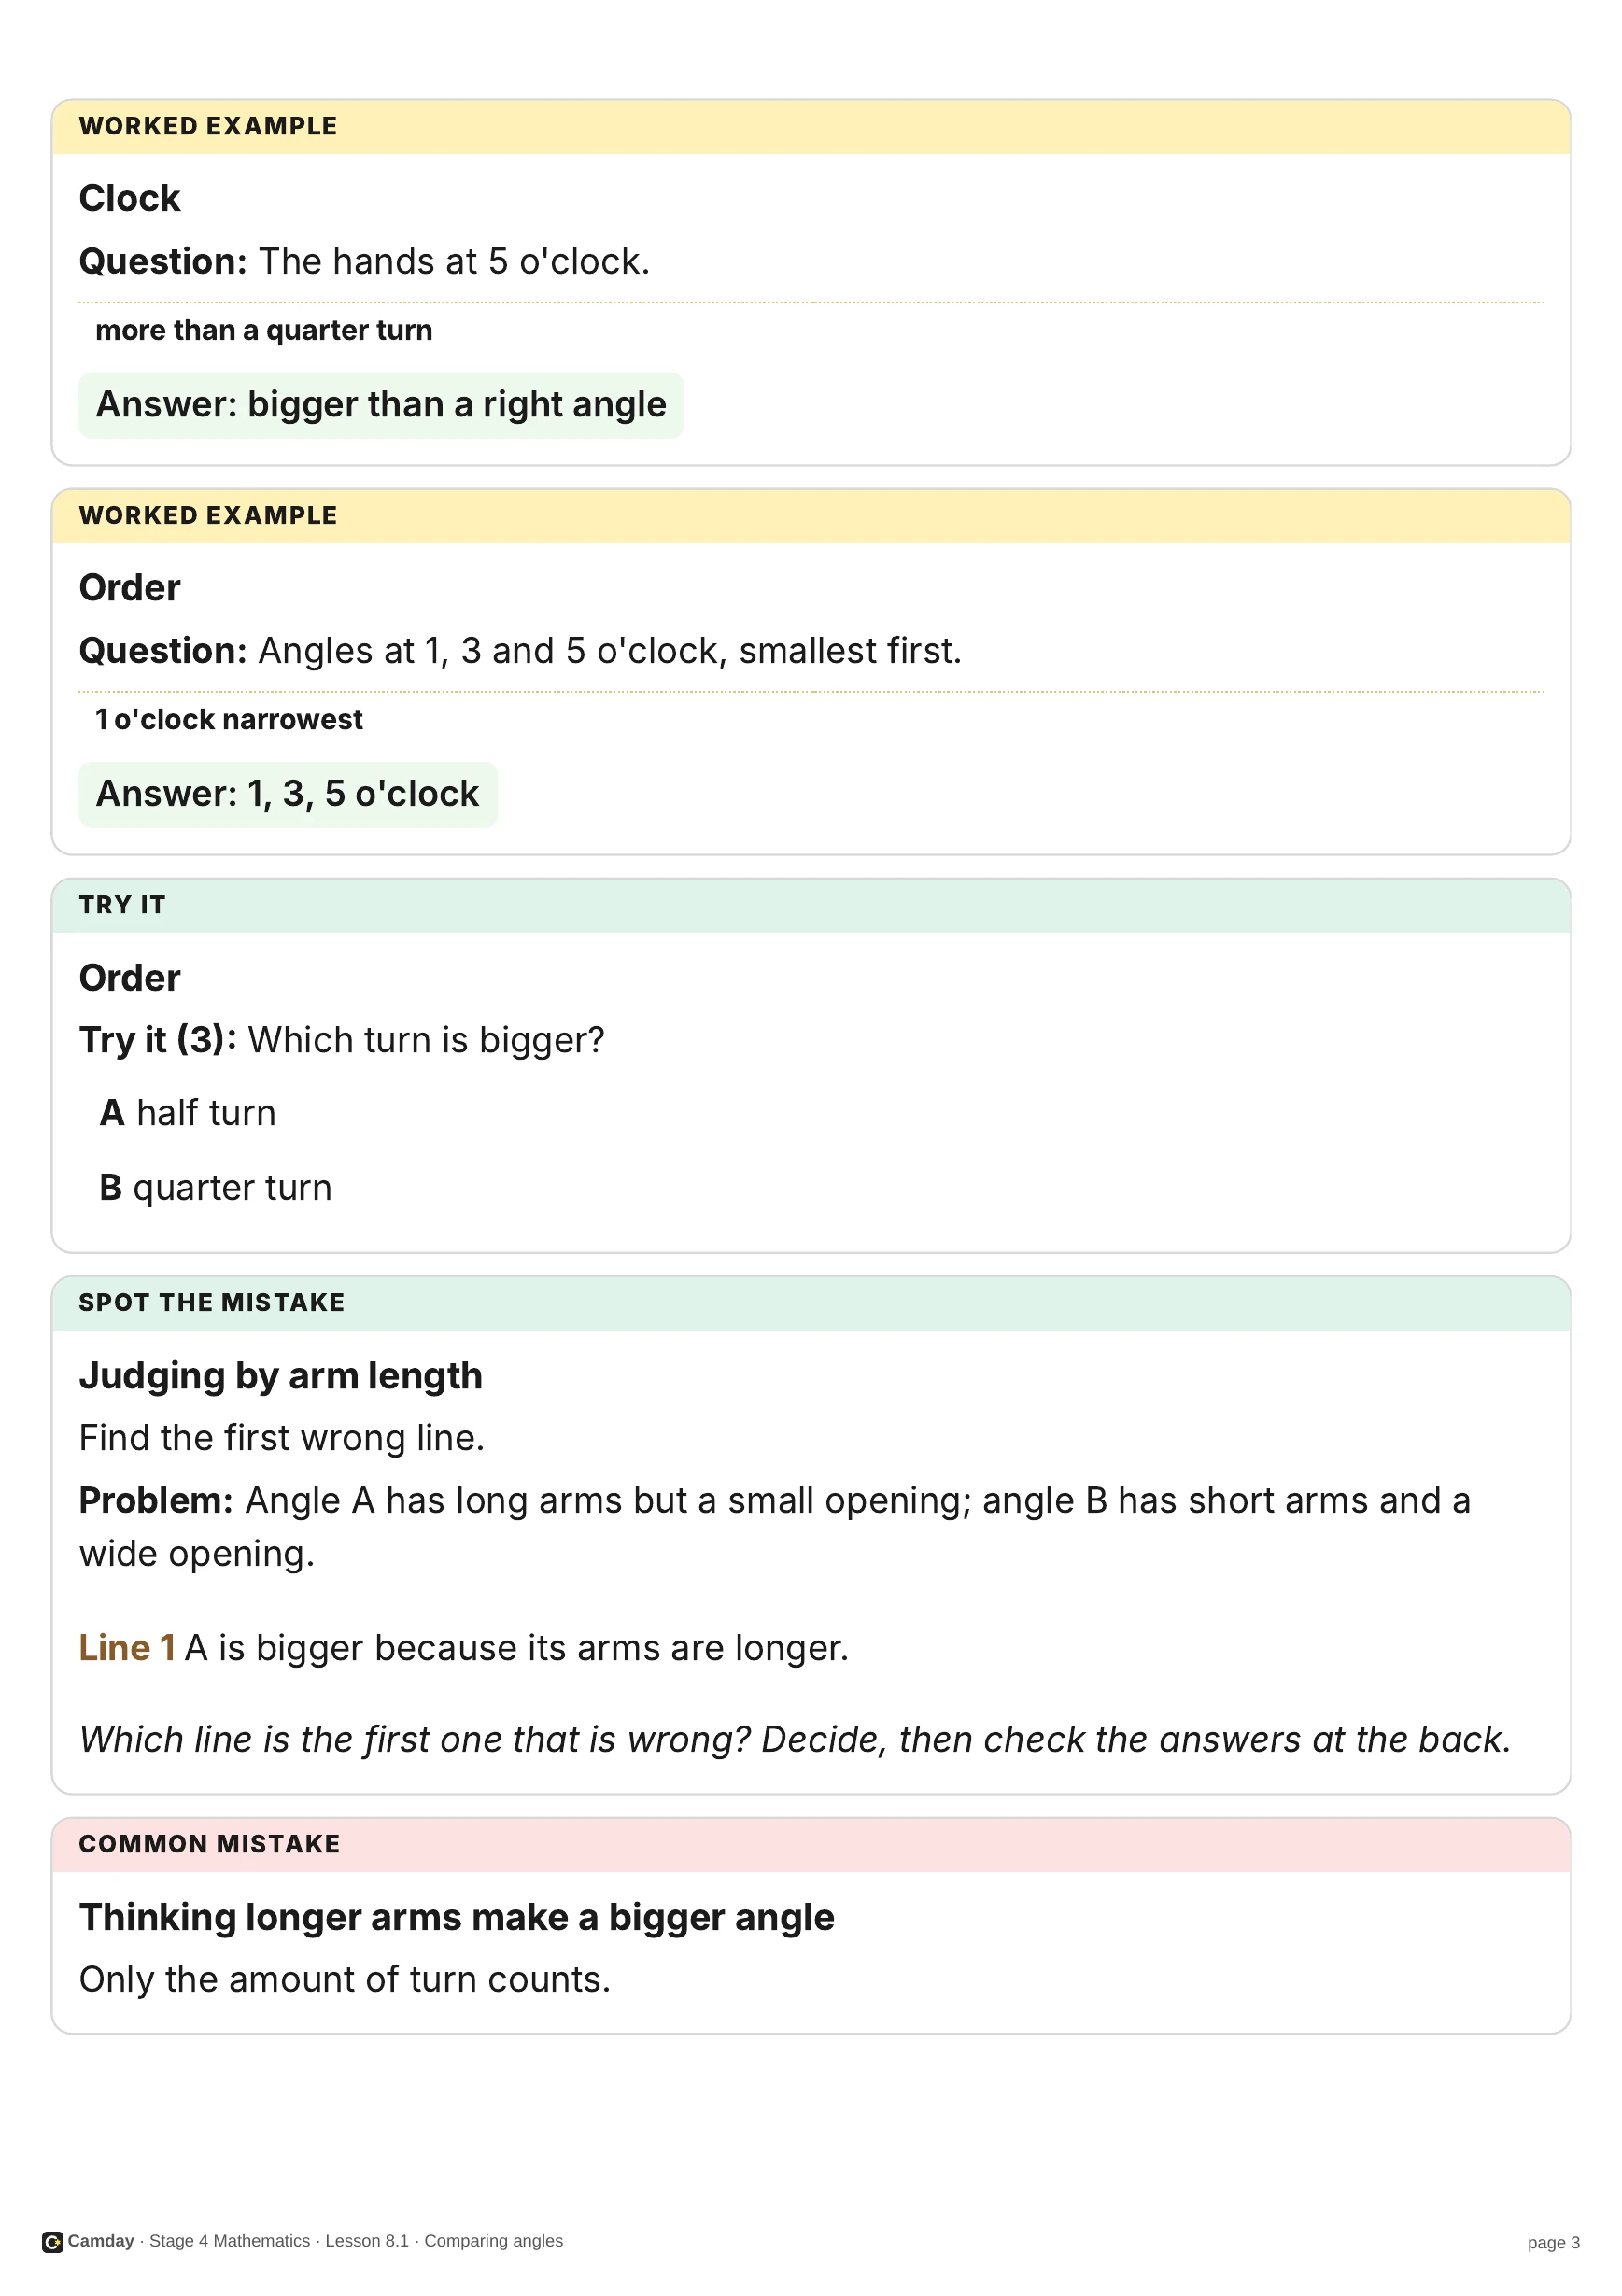 WORKED EXAMPLE
Clock
Question: The hands at 5 o'clock.
more than a quarter turn
Answer: bigger than a right angle
WORKED EXAMPLE
Order
Question: Angles at 1, 3 and 5 o'clock, smallest first.
1 o'clock narrowest
Answer: 1, 3, 5 o'clock
TRY IT
Order
Try it (3): Which turn is bigger?
A half turn
B quarter turn
SPOT THE MISTAKE
Judging by arm length
Find the first wrong line.
Problem: Angle A has long arms but a small opening; angle B has short arms and a
wide opening.
Line 1 A is bigger because its arms are longer.
Which line is the first one that is wrong? Decide, then check the answers at the back.
COMMON MISTAKE
Thinking longer arms make a bigger angle
Only the amount of turn counts.
Camday · Stage 4 Mathematics · Lesson 8.1 · Comparing angles
page 3